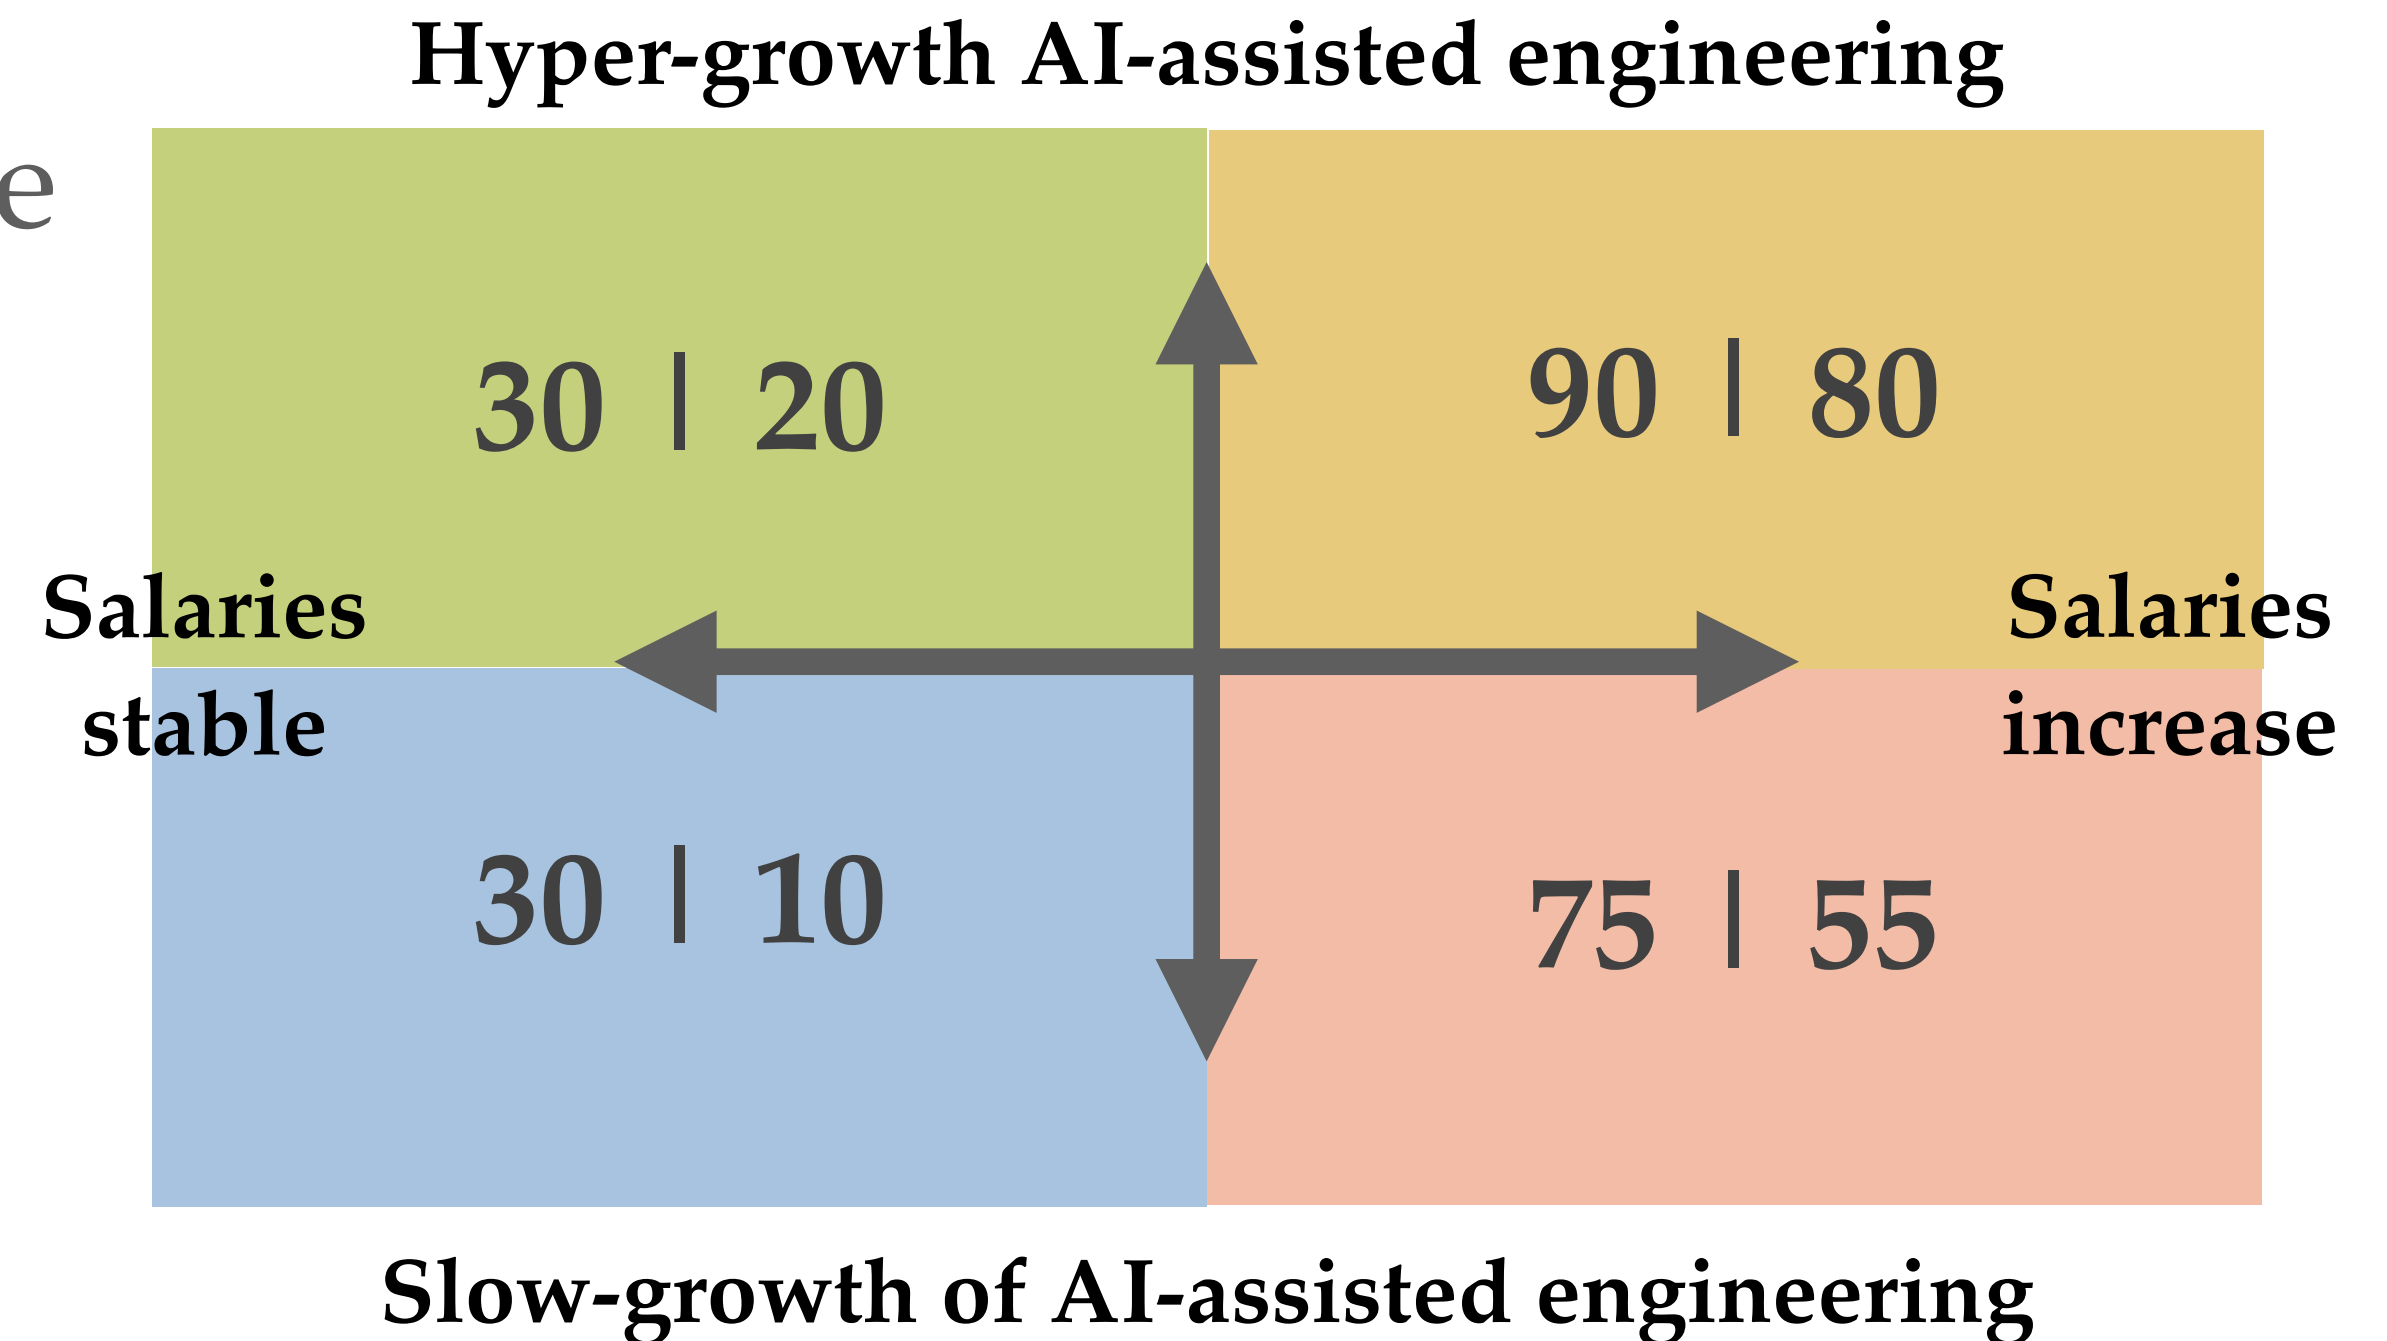 Hyper-growth AI-assisted engineering
e
30 | 20
90 | 80
Salaries
stable
Salaries
increase
30 | 10
75 | 55
Slow-growth of AI-assisted engineering